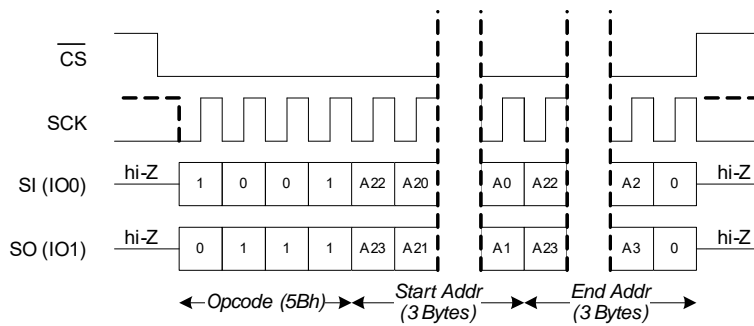 CS
SCK
hi-Z 1 0 0 1 A22 A20 A0 A22 A2 0 hi-Z
SI (IO0)
hi-Z 0 1 1 1 A23 A21 A1 A23 A3 0 hi-Z
SO (IO1)
Opcode (5Bh) Start Addr End Addr
(3 Bytes) (3 Bytes)